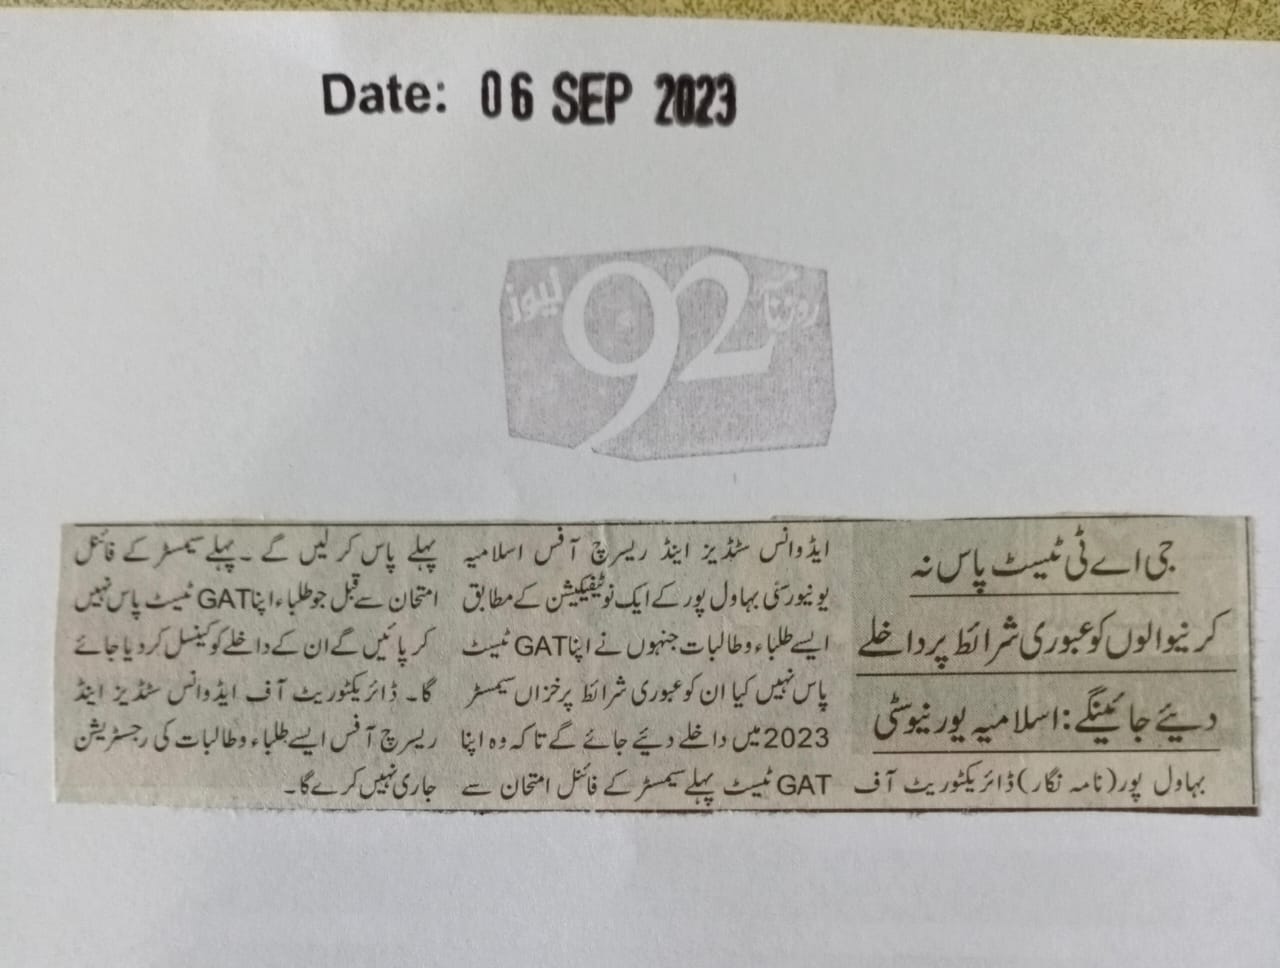 Date: 06 SEP 2023
روزنامہ 92 نیوز
جی اے ٹی ٹیسٹ پاس نہ
کرنیوالوں کو عبوری شرائط پر داخلے
دیئے جائینگے: اسلامیہ یورنیوسٹی
بہاول پور(نامہ نگار)ڈائریکٹوریٹ آف
ایڈوانس سٹڈیز اینڈ ریسرچ آفس اسلامیہ
یونیورسٹی بہاول پور کے ایک نوٹیفکیشن کے مطابق
ایسے طلباء و طالبات جنہوں نے اپنا GAT ٹیسٹ
پاس نہیں کیا ان کو عبوری شرائط پر خزاں سیمسٹر
2023 میں داخلے دیئے جائے گے تاکہ وہ اپنا
GAT ٹیسٹ پہلے سیمسٹر کے فائنل امتحان سے
پہلے پاس کر لیں گے۔ پہلے سیمسٹر کے فائنل
امتحان سے قبل جو طلباء اپنا GAT ٹیسٹ پاس نہیں
کر پائیں گے ان کے داخلے کو کینسل کر دیا جائے
گا۔ ڈائریکٹوریٹ آف ایڈوانس سٹڈیز اینڈ
ریسرچ آفس ایسے طلباء و طالبات کی رجسٹریشن
جاری نہیں کرے گا۔